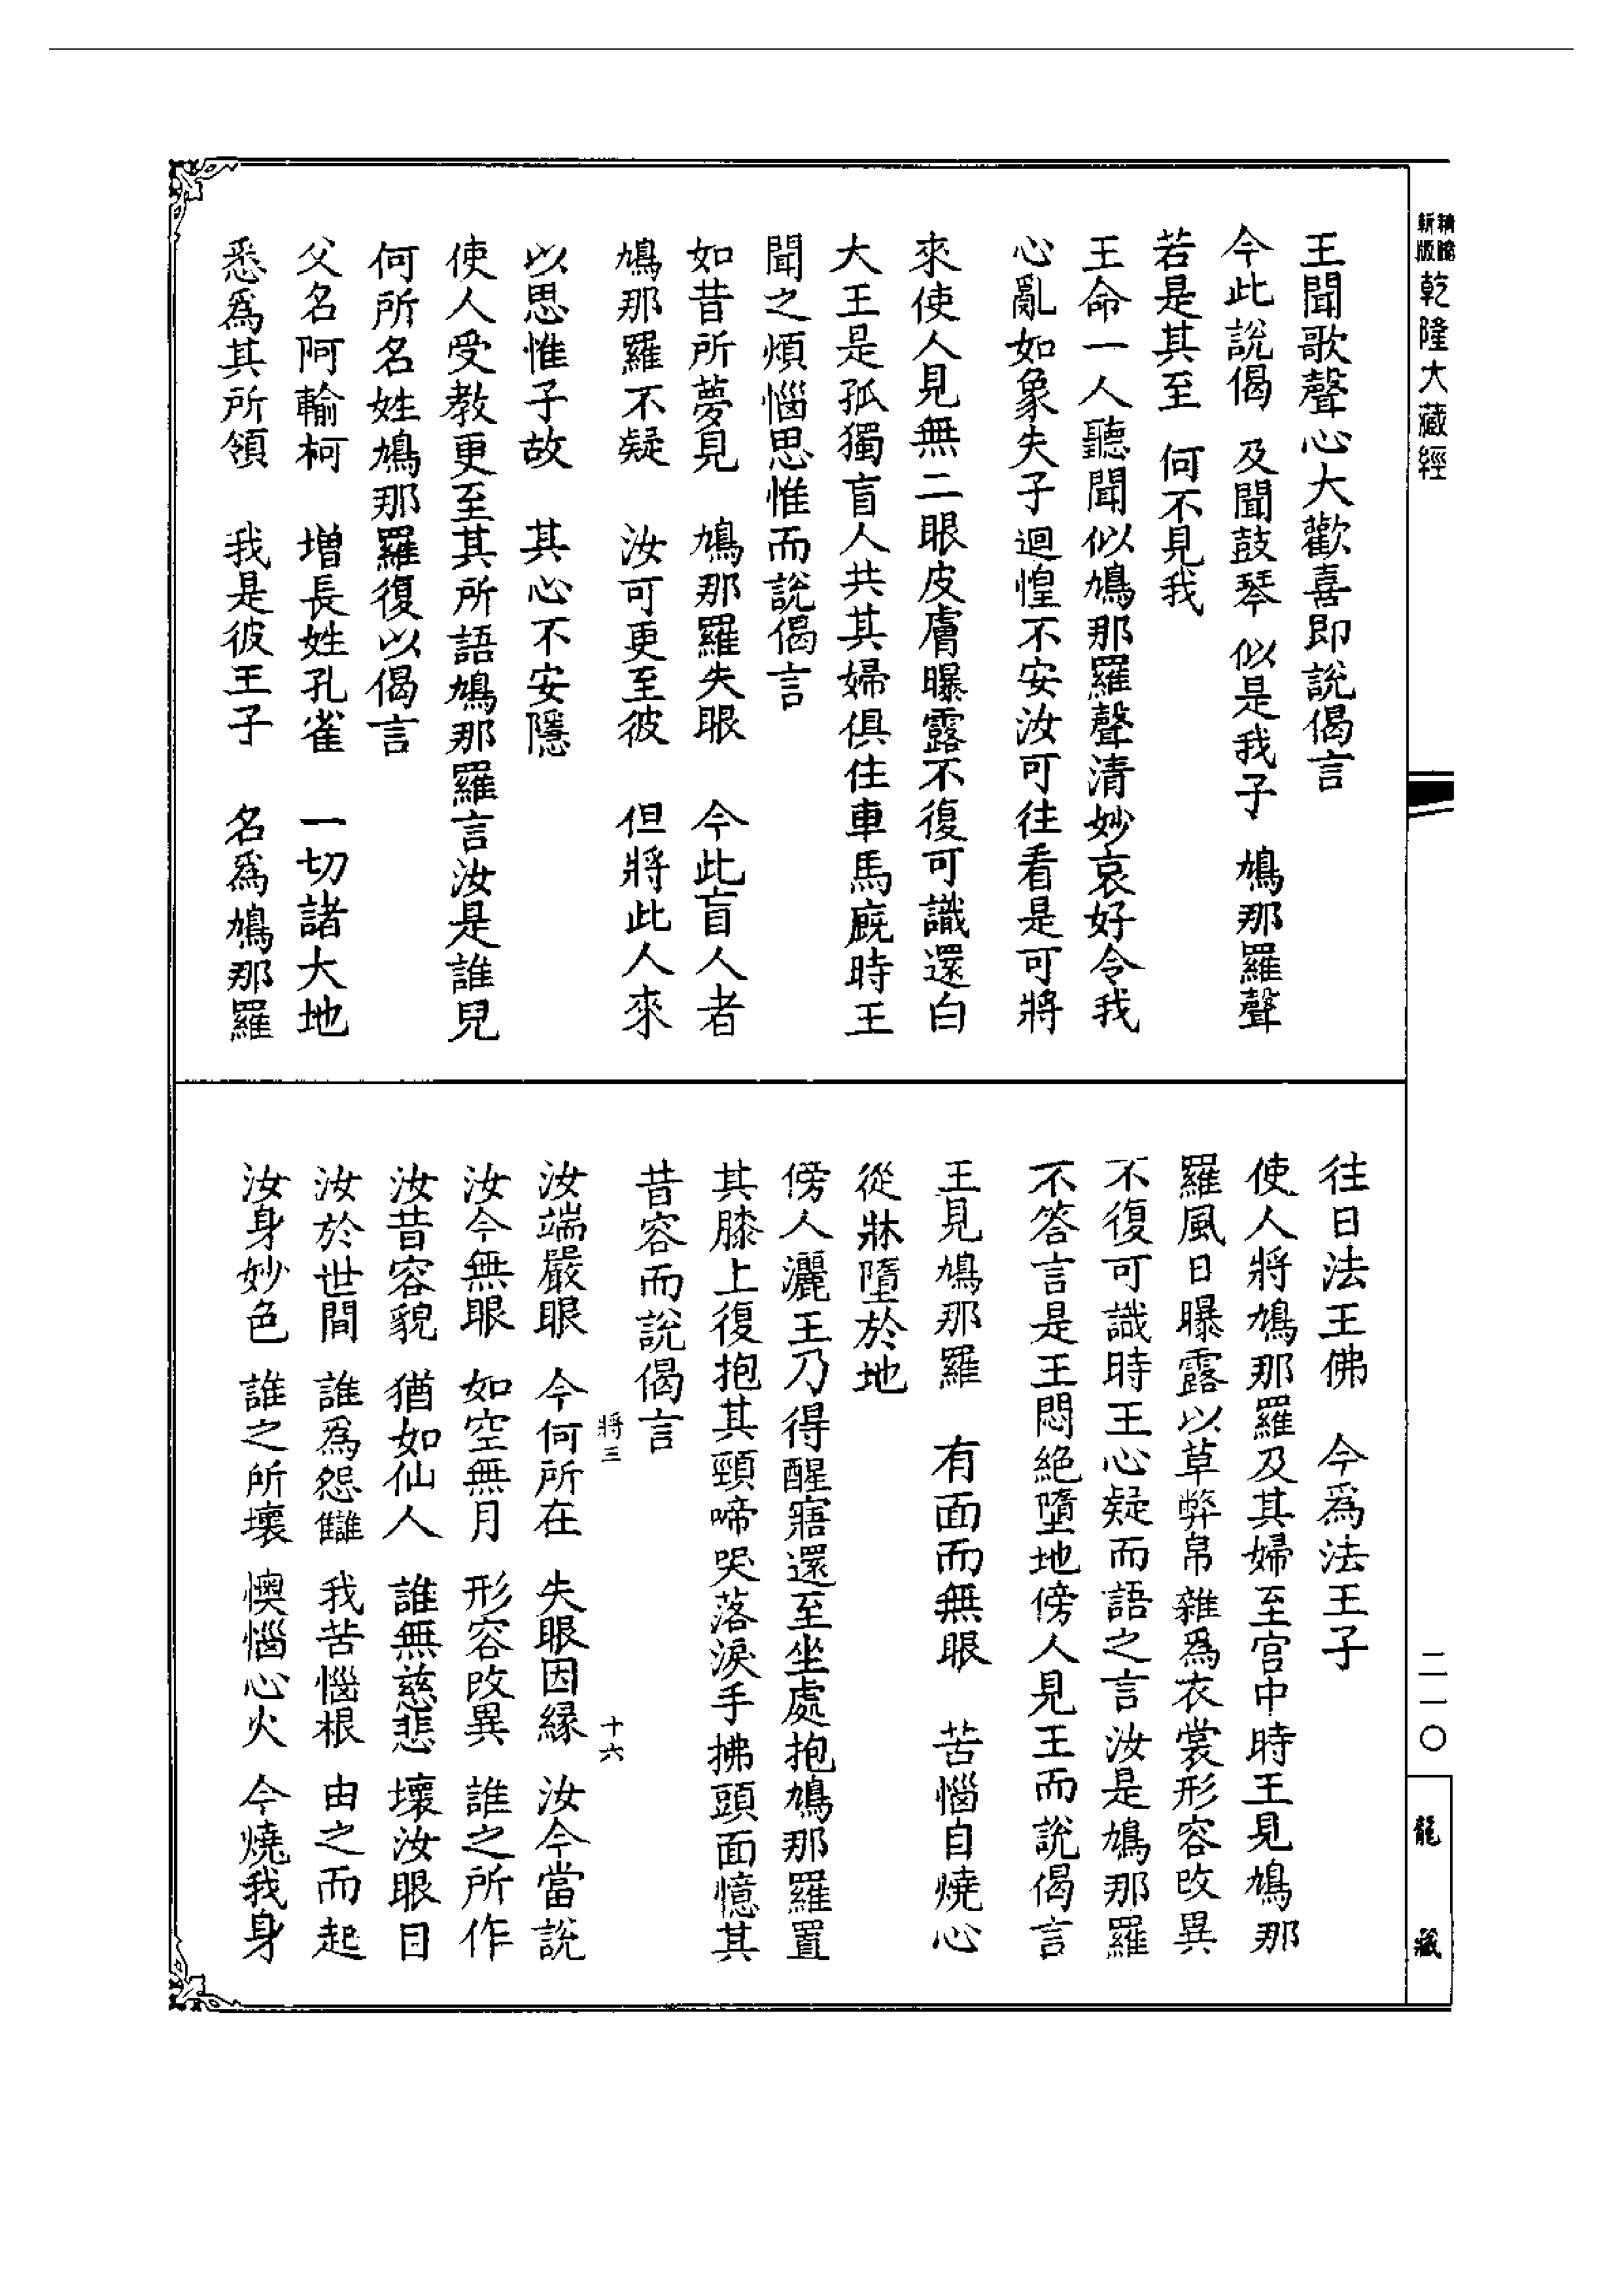 新版
精縮
乾隆大藏經
王聞歌聲心大歡喜即說偈言
今此說偈　及聞鼓琴　似是我子　鳩那羅聲
若是其至　何不見我
王命一人聽聞似鳩那羅聲清妙哀好令我
心亂如象失子迴惶不安汝可往看是可將
來使人見無二眼皮膚曝露不復可識還白
大王是孤獨盲人共其婦俱住車馬廄時王
聞之煩惱思惟而說偈言
如昔所夢見　鳩那羅失眼　今此盲人者
鳩那羅不疑　汝可更至彼　但將此人來
以思惟子故　其心不安隱
使人受教更至其所語鳩那羅言汝是誰兒
何所名姓鳩那羅復以偈言
父名阿輸柯　增長姓孔雀　一切諸大地
悉爲其所領　我是彼王子　名爲鳩那羅
往日法王佛　今爲法王子
使人將鳩那羅及其婦至宮中時王見鳩那
羅風日曝露以草弊帛雜爲衣裳形容改異
不復可識時王心疑而語之言汝是鳩那羅
不答言是王悶絕墮地傍人見王而說偈言
王見鳩那羅　有面而無眼　苦惱自燒心
從牀墮於地
傍人灑王乃得醒寤還至坐處抱鳩那羅置
其膝上復抱其頸啼哭落淚手拂頭面憶其
昔容而說偈言
將三　十六
汝端嚴眼　今何所在　失眼因緣　汝今當說
汝今無眼　如空無月　形容改異　誰之所作
汝昔容貌　猶如仙人　誰無慈悲　壞汝眼目
汝於世間　誰爲怨讎　我苦惱根　由之而起
汝身妙色　誰之所壞　懊惱心火　今燒我身
二一〇
龍藏